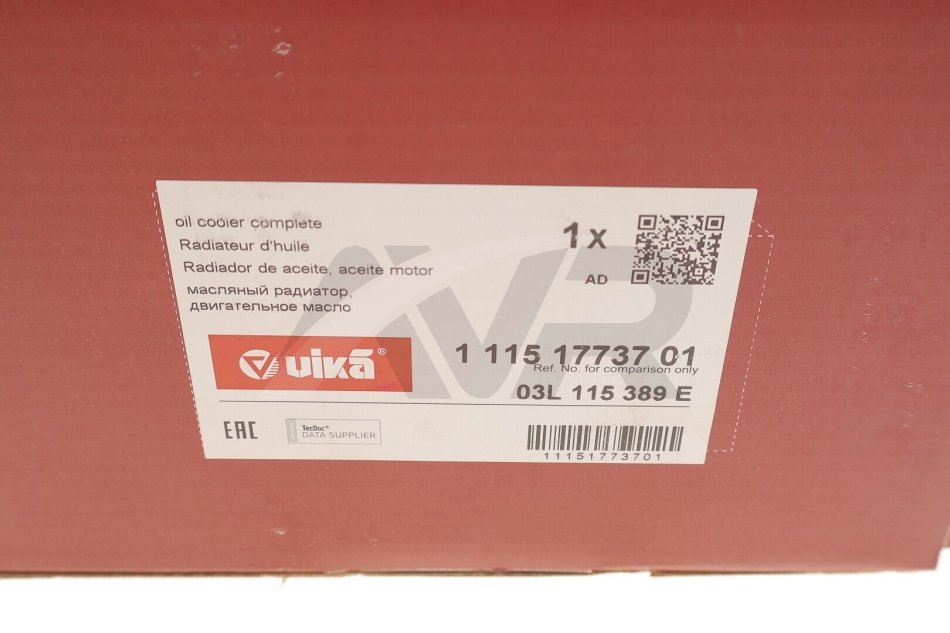 oil cooler complete
Radiateur d'huile
Radiador de aceite, aceite motor
масляный радиатор,
двигательное масло
1 x
AD
AVR
vika®
1 115 17737 01
Ref. No. for comparison only
03L 115 389 E
EAC
TecDoc®
DATA SUPPLIER
11151773701